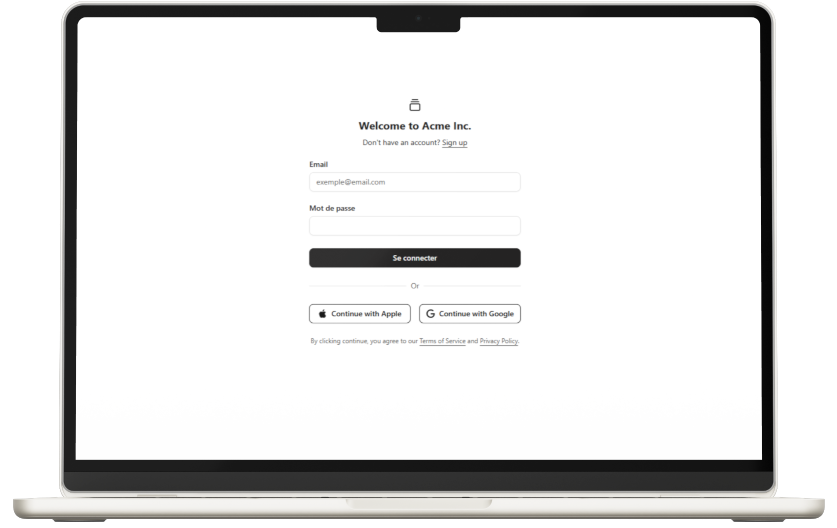 Welcome to Acme Inc.
Don't have an account? Sign up
Email
exemple@email.com
Mot de passe
Se connecter
Or
Continue with Apple
Continue with Google
By clicking continue, you agree to our Terms of Service and Privacy Policy.